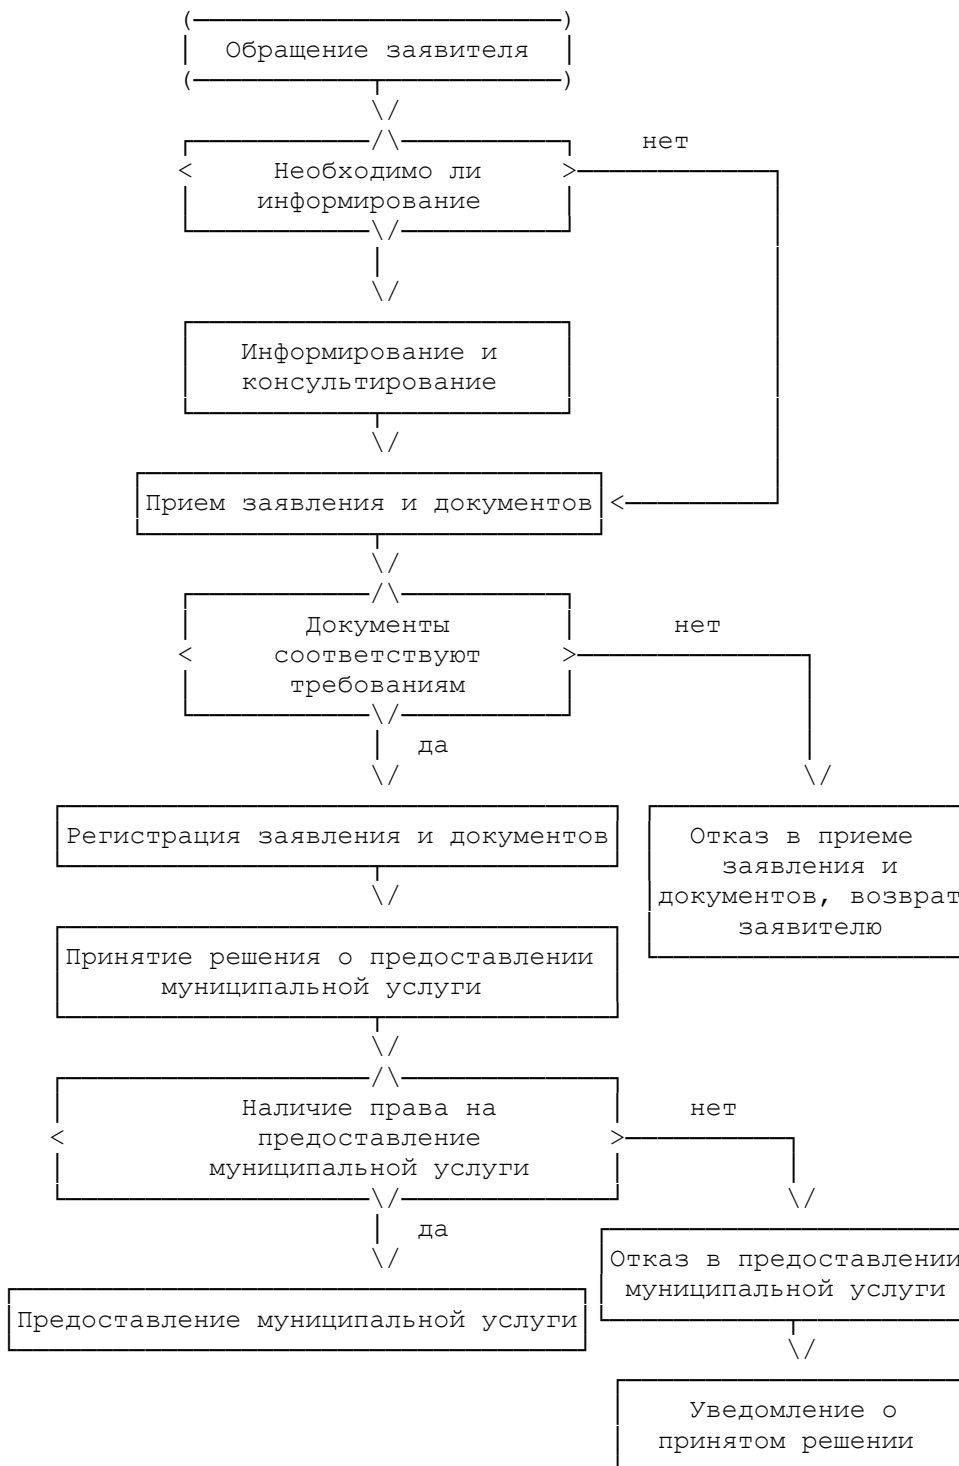 Обращение заявителя
нет
Необходимо ли
информирование
Информирование и
консультирование
Прием заявления и документов
Документы
нет
соответствуют
требованиям
да
Регистрация заявления и документов
Отказ в приеме
заявления и
документов, возврат
заявителю
Принятие решения о предоставлении
муниципальной услуги
Наличие права на
нет
предоставление
муниципальной услуги
да
Отказ в предоставлении
муниципальной услуги
Предоставление муниципальной услуги
Уведомление о
принятом решении